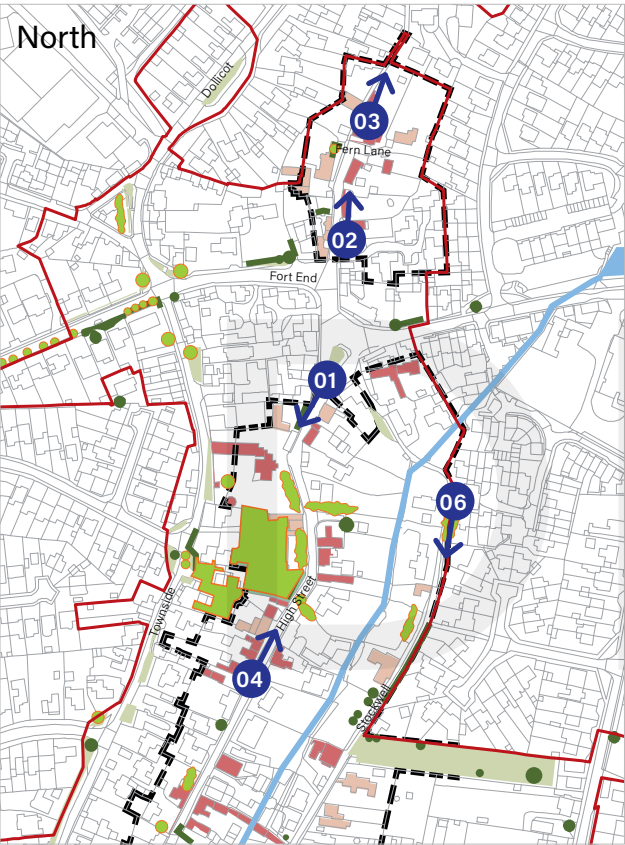 North
Dollicot
03
Fern Lane
02
Fort End
01
06
Townside
High Street
04
Stockwell